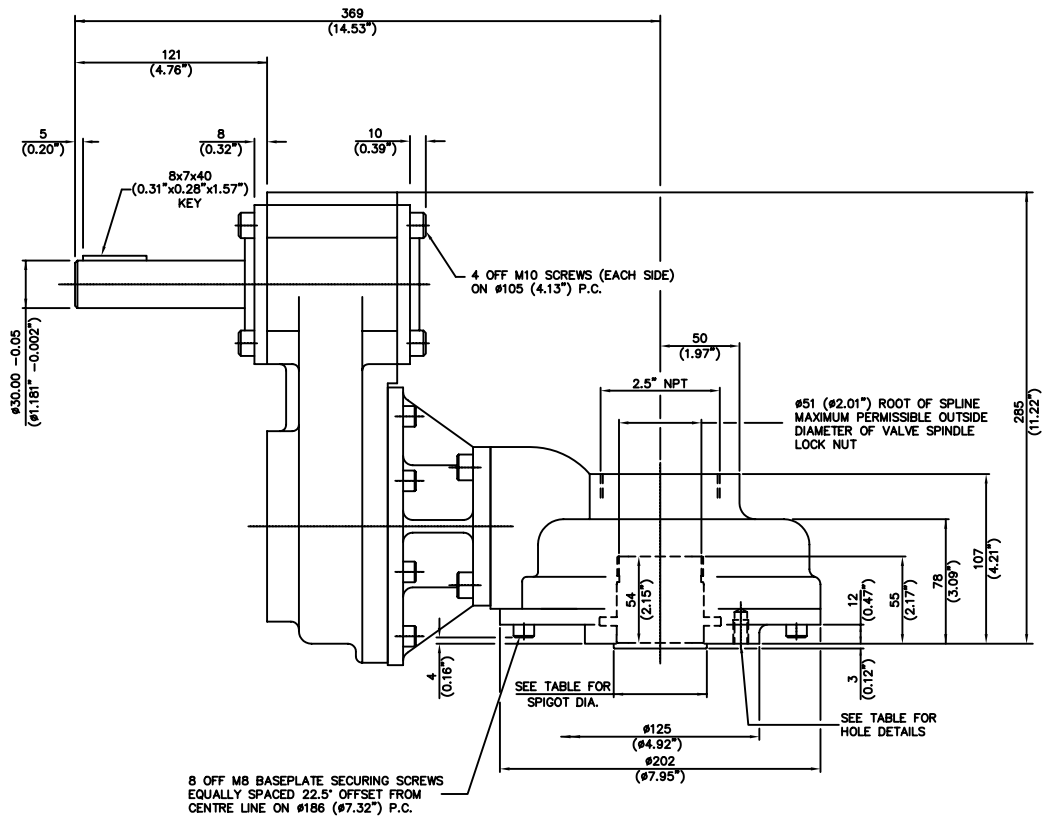 369
(14.53")
121
(4.76")
5
(0.20")
8
(0.32")
10
(0.39")
8x7x40
(0.31"x0.28"x1.57")
KEY
4 OFF M10 SCREWS (EACH SIDE)
ON ø105 (4.13") P.C.
ø30.00 -0.05
(ø1.181" -0.002")
50
(1.97")
2.5" NPT
ø51 (ø2.01") ROOT OF SPLINE
MAXIMUM PERMISSIBLE OUTSIDE
DIAMETER OF VALVE SPINDLE
LOCK NUT
285
(11.22")
107
(4.21")
78
(3.09")
55
(2.17")
12
(0.47")
54
(2.15")
4
(0.16")
3
(0.12")
SEE TABLE FOR
SPIGOT DIA.
SEE TABLE FOR
HOLE DETAILS
ø125
(ø4.92")
ø202
(ø7.95")
8 OFF M8 BASEPLATE SECURING SCREWS
EQUALLY SPACED 22.5° OFFSET FROM
CENTRE LINE ON ø186 (ø7.32") P.C.